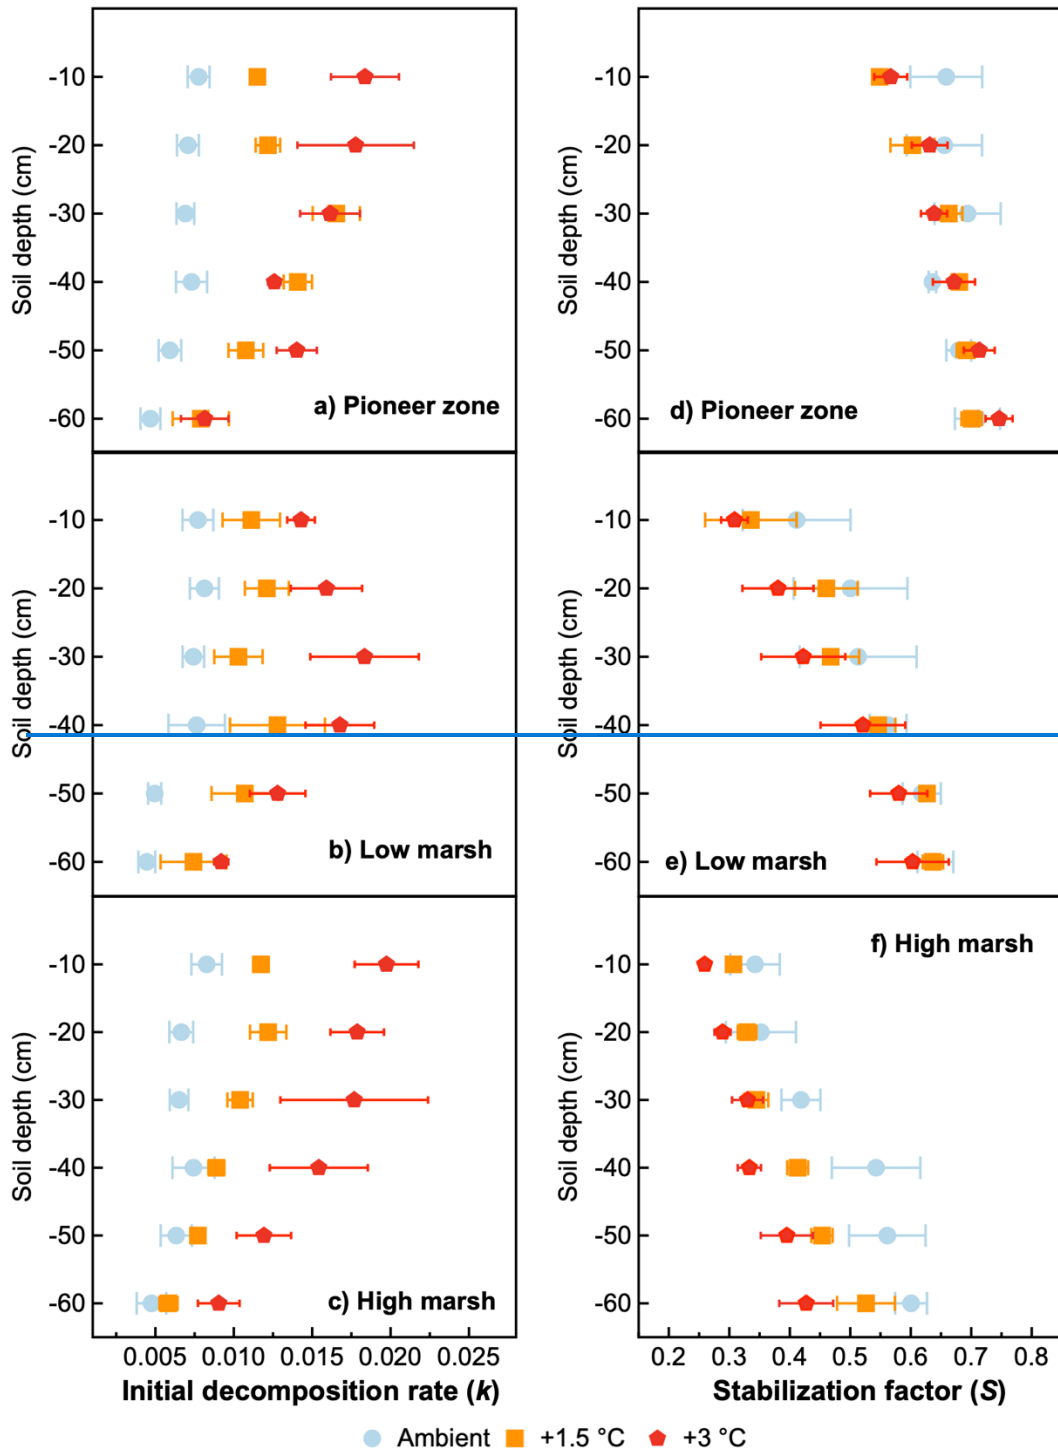 -10
-20
-30
-40
-50
-60
Soil depth (cm)
a) Pioneer zone
-10
-20
-30
-40
-50
-60
Soil depth (cm)
d) Pioneer zone
-10
-20
-30
-40
-50
-60
Soil depth (cm)
b) Low marsh
-10
-20
-30
-40
-50
-60
Soil depth (cm)
e) Low marsh
-10
-20
-30
-40
-50
-60
Soil depth (cm)
c) High marsh
-10
-20
-30
-40
-50
-60
Soil depth (cm)
f) High marsh
0.005 0.010 0.015 0.020 0.025
Initial decomposition rate (k)
0.2 0.3 0.4 0.5 0.6 0.7 0.8
Stabilization factor (S)
Ambient +1.5 °C +3 °C